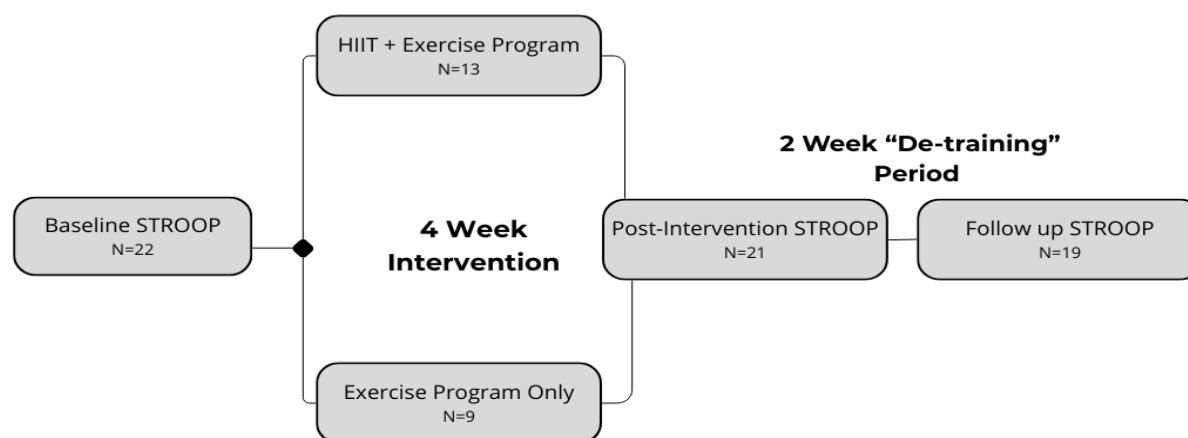 HIIT + Exercise Program
N=13
2 Week “De-training”
Period
Baseline STROOP
N=22
4 Week
Intervention
Post-Intervention STROOP
N=21
Follow up STROOP
N=19
Exercise Program Only
N=9